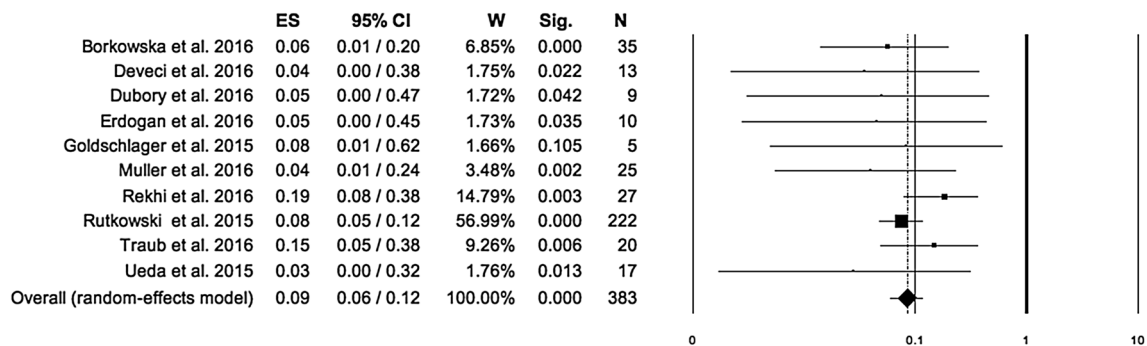 ES 95% CI W Sig. N
Borkowska et al. 2016 0.06 0.01 / 0.20 6.85% 0.000 35
Deveci et al. 2016 0.04 0.00 / 0.38 1.75% 0.022 13
Dubory et al. 2016 0.05 0.00 / 0.47 1.72% 0.042 9
Erdogan et al. 2016 0.05 0.00 / 0.45 1.73% 0.035 10
Goldschlager et al. 2015 0.08 0.01 / 0.62 1.66% 0.105 5
Muller et al. 2016 0.04 0.01 / 0.24 3.48% 0.002 25
Rekhi et al. 2016 0.19 0.08 / 0.38 14.79% 0.003 27
Rutkowski et al. 2015 0.08 0.05 / 0.12 56.99% 0.000 222
Traub et al. 2016 0.15 0.05 / 0.38 9.26% 0.006 20
Ueda et al. 2015 0.03 0.00 / 0.32 1.76% 0.013 17
Overall (random-effects model) 0.09 0.06 / 0.12 100.00% 0.000 383
0 0.1 1 10